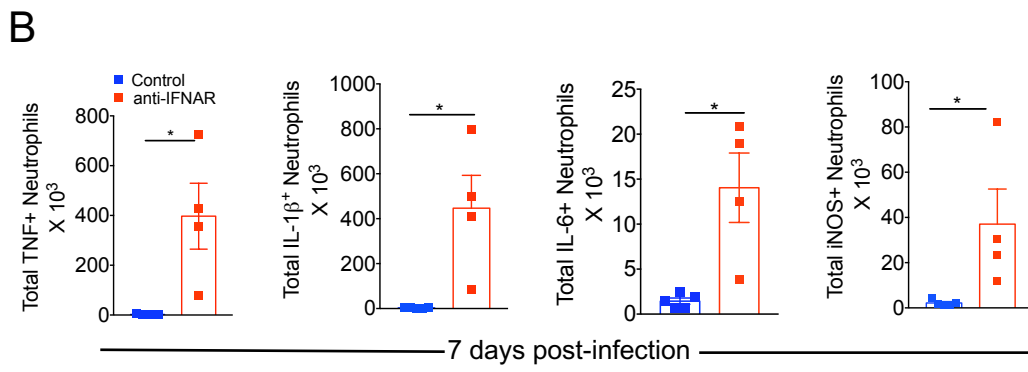 B
Control
anti-IFNAR
Total TNF+ Neutrophils
X 10³
800
600
400
200
0
*
Total IL-1β⁺ Neutrophils
X 10³
1000
800
600
400
200
0
*
Total IL-6+ Neutrophils
X 10³
25
20
15
10
5
0
*
Total iNOS+ Neutrophils
X 10³
100
80
60
40
20
0
*
7 days post-infection